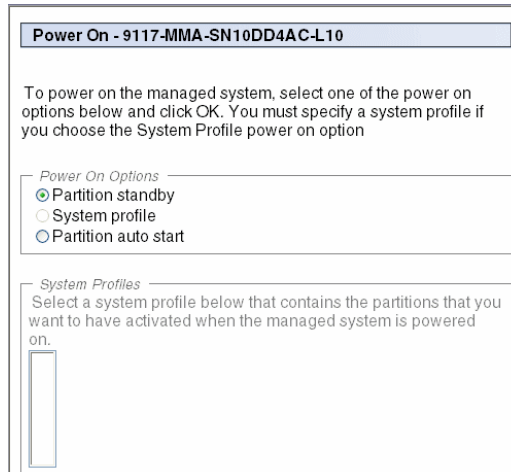 Power On - 9117-MMA-SN10DD4AC-L10
To power on the managed system, select one of the power on
options below and click OK. You must specify a system profile if
you choose the System Profile power on option
Power On Options
Partition standby
System profile
Partition auto start
System Profiles
Select a system profile below that contains the partitions that you
want to have activated when the managed system is powered
on.